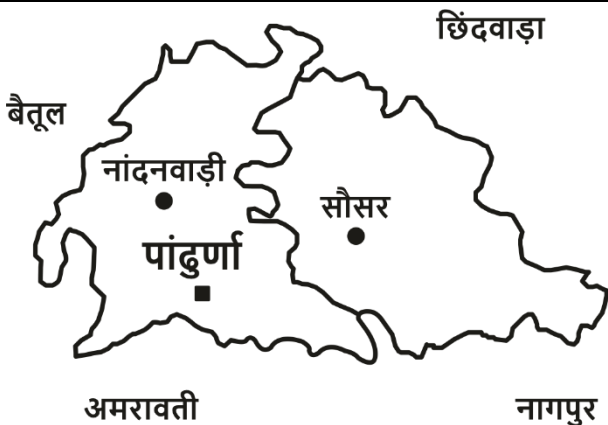 छिंदवाड़ा
बैतूल
नांदनवाड़ी
सौसर
पांढुर्णा
अमरावती
नागपुर